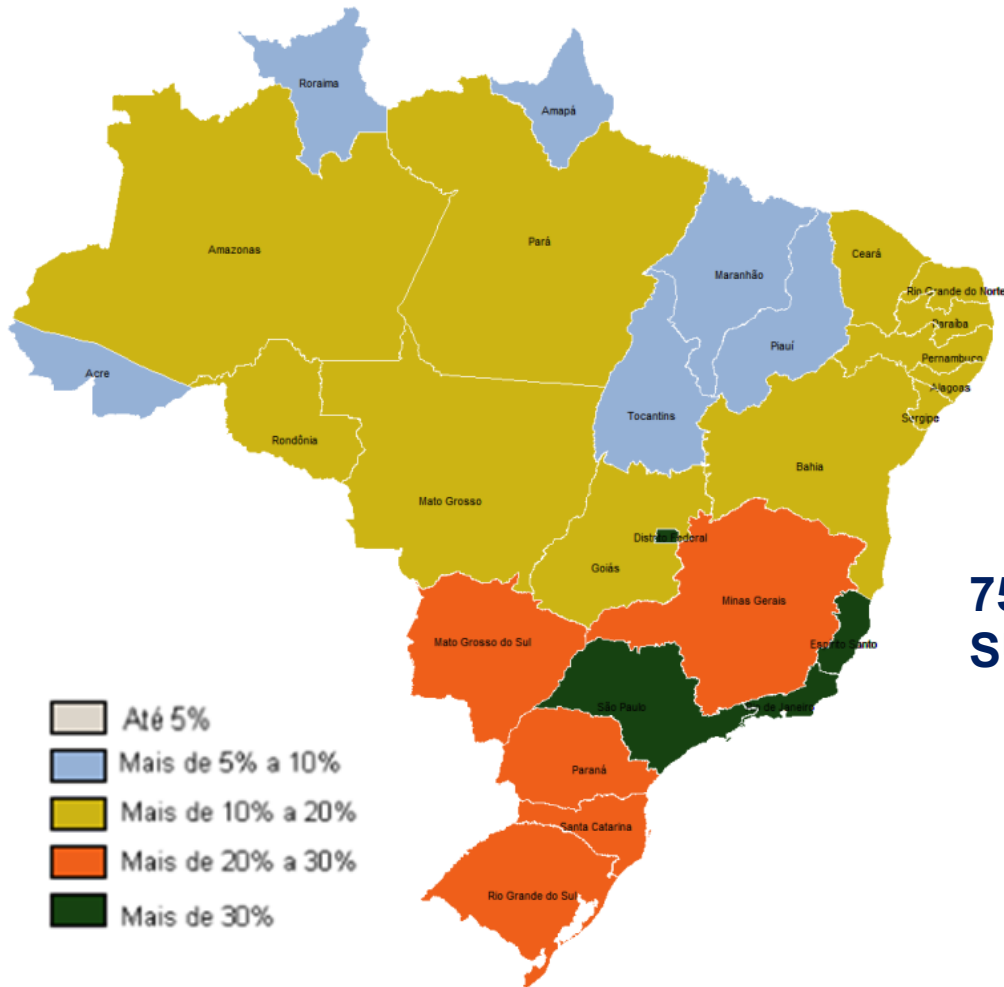 Roraima
Amapá
Amazonas
Pará
Ceará
Maranhão
Rio Grande do Norte
Paraíba
Piauí
Pernambuco
Acre
Alagoas
Tocantins
Sergipe
Rondônia
Bahia
Mato Grosso
Distrito Federal
Goiás
Minas Gerais
75
Mato Grosso do Sul
Espírito Santo
S
São Paulo
de Janeiro
Até 5%
Mais de 5% a 10%
Paraná
Mais de 10% a 20%
Santa Catarina
Mais de 20% a 30%
Rio Grande do Sul
Mais de 30%